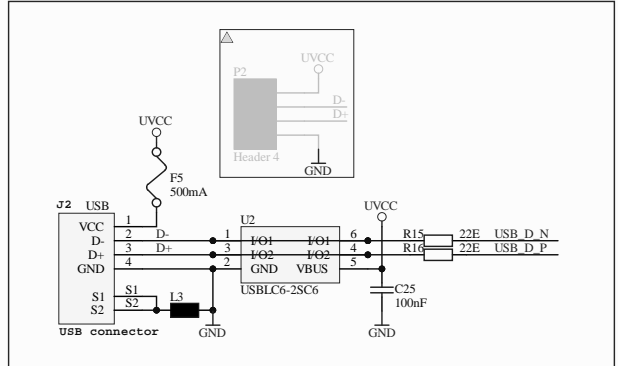 UVCC
P2
D-
D+
Header 4
GND
UVCC
F5
500mA
J2 USB
U2
UVCC
VCC 1
D- 2 D- 1 I/O1 I/O1 6 R15 22E USB_D_N
D+ 3 D+ 3 I/O2 I/O2 4 R16 22E USB_D_P
GND 4 2 GND VBUS 5
USBLC6-2SC6
C25
100nF
S1 S1
S2 S2 L3
USB connector
GND
GND